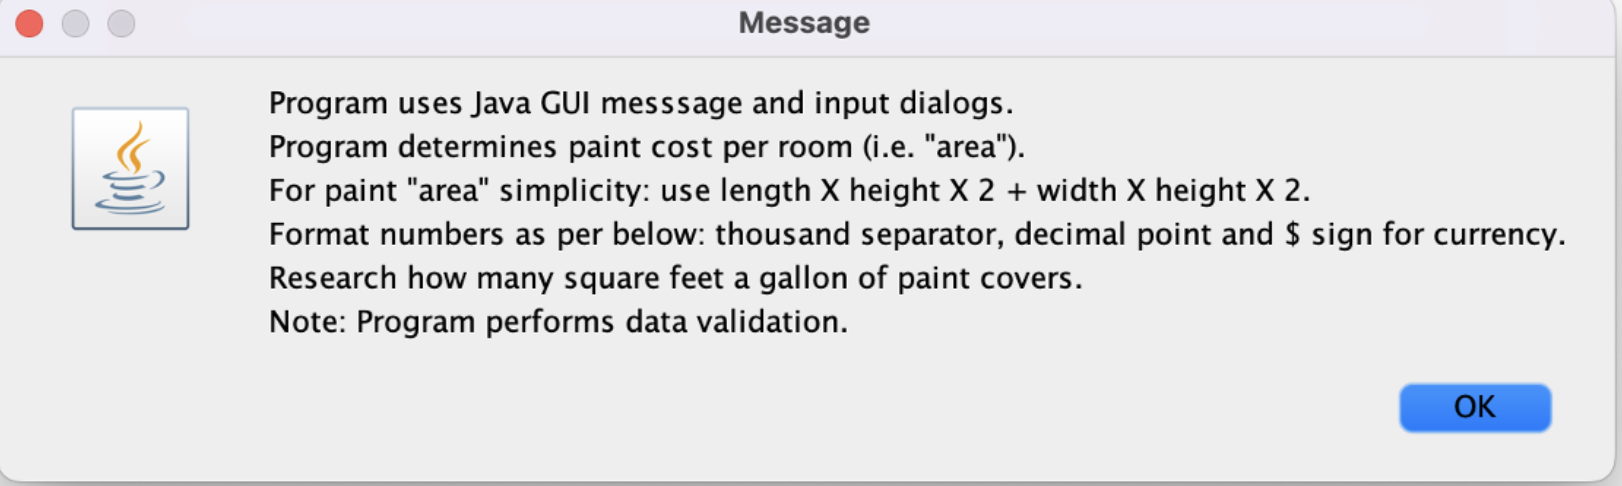 Message
Program uses Java GUI messsage and input dialogs.
Program determines paint cost per room (i.e. "area").
For paint "area" simplicity: use length X height X 2 + width X height X 2.
Format numbers as per below: thousand separator, decimal point and $ sign for currency.
Research how many square feet a gallon of paint covers.
Note: Program performs data validation.
OK